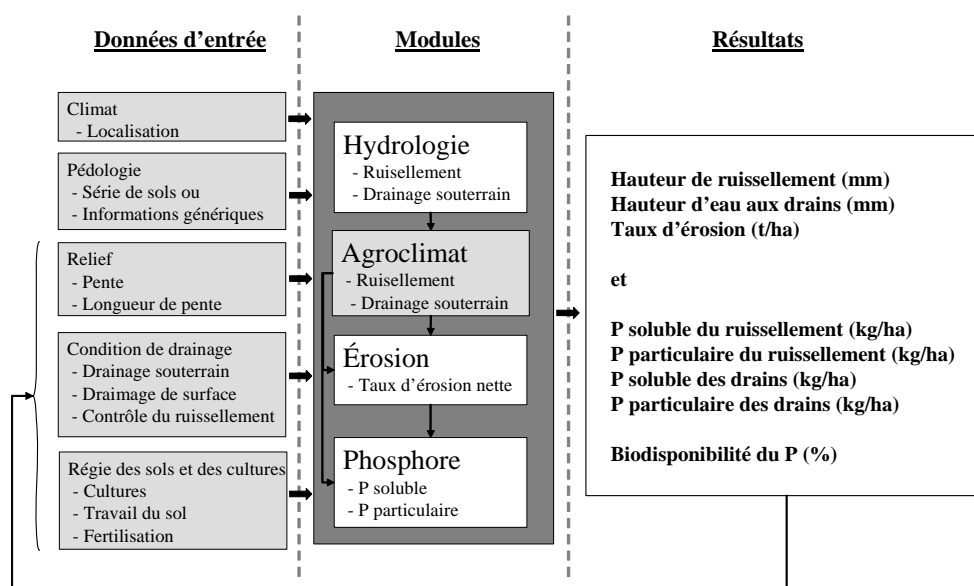 Données d'entrée
Climat
- Localisation
Pédologie
- Série de sols ou
- Informations génériques
Relief
- Pente
- Longueur de pente
Condition de drainage
- Drainage souterrain
- Draimage de surface
- Contrôle du ruissellement
Régie des sols et des cultures
- Cultures
- Travail du sol
- Fertilisation
Modules
Hydrologie
- Ruisellement
- Drainage souterrain
Agroclimat
- Ruisellement
- Drainage souterrain
Érosion
- Taux d'érosion nette
Phosphore
- P soluble
- P particulaire
Résultats
Hauteur de ruissellement (mm)
Hauteur d'eau aux drains (mm)
Taux d'érosion (t/ha)
et
P soluble du ruissellement (kg/ha)
P particulaire du ruissellement (kg/ha)
P soluble des drains (kg/ha)
P particulaire des drains (kg/ha)
Biodisponibilité du P (%)